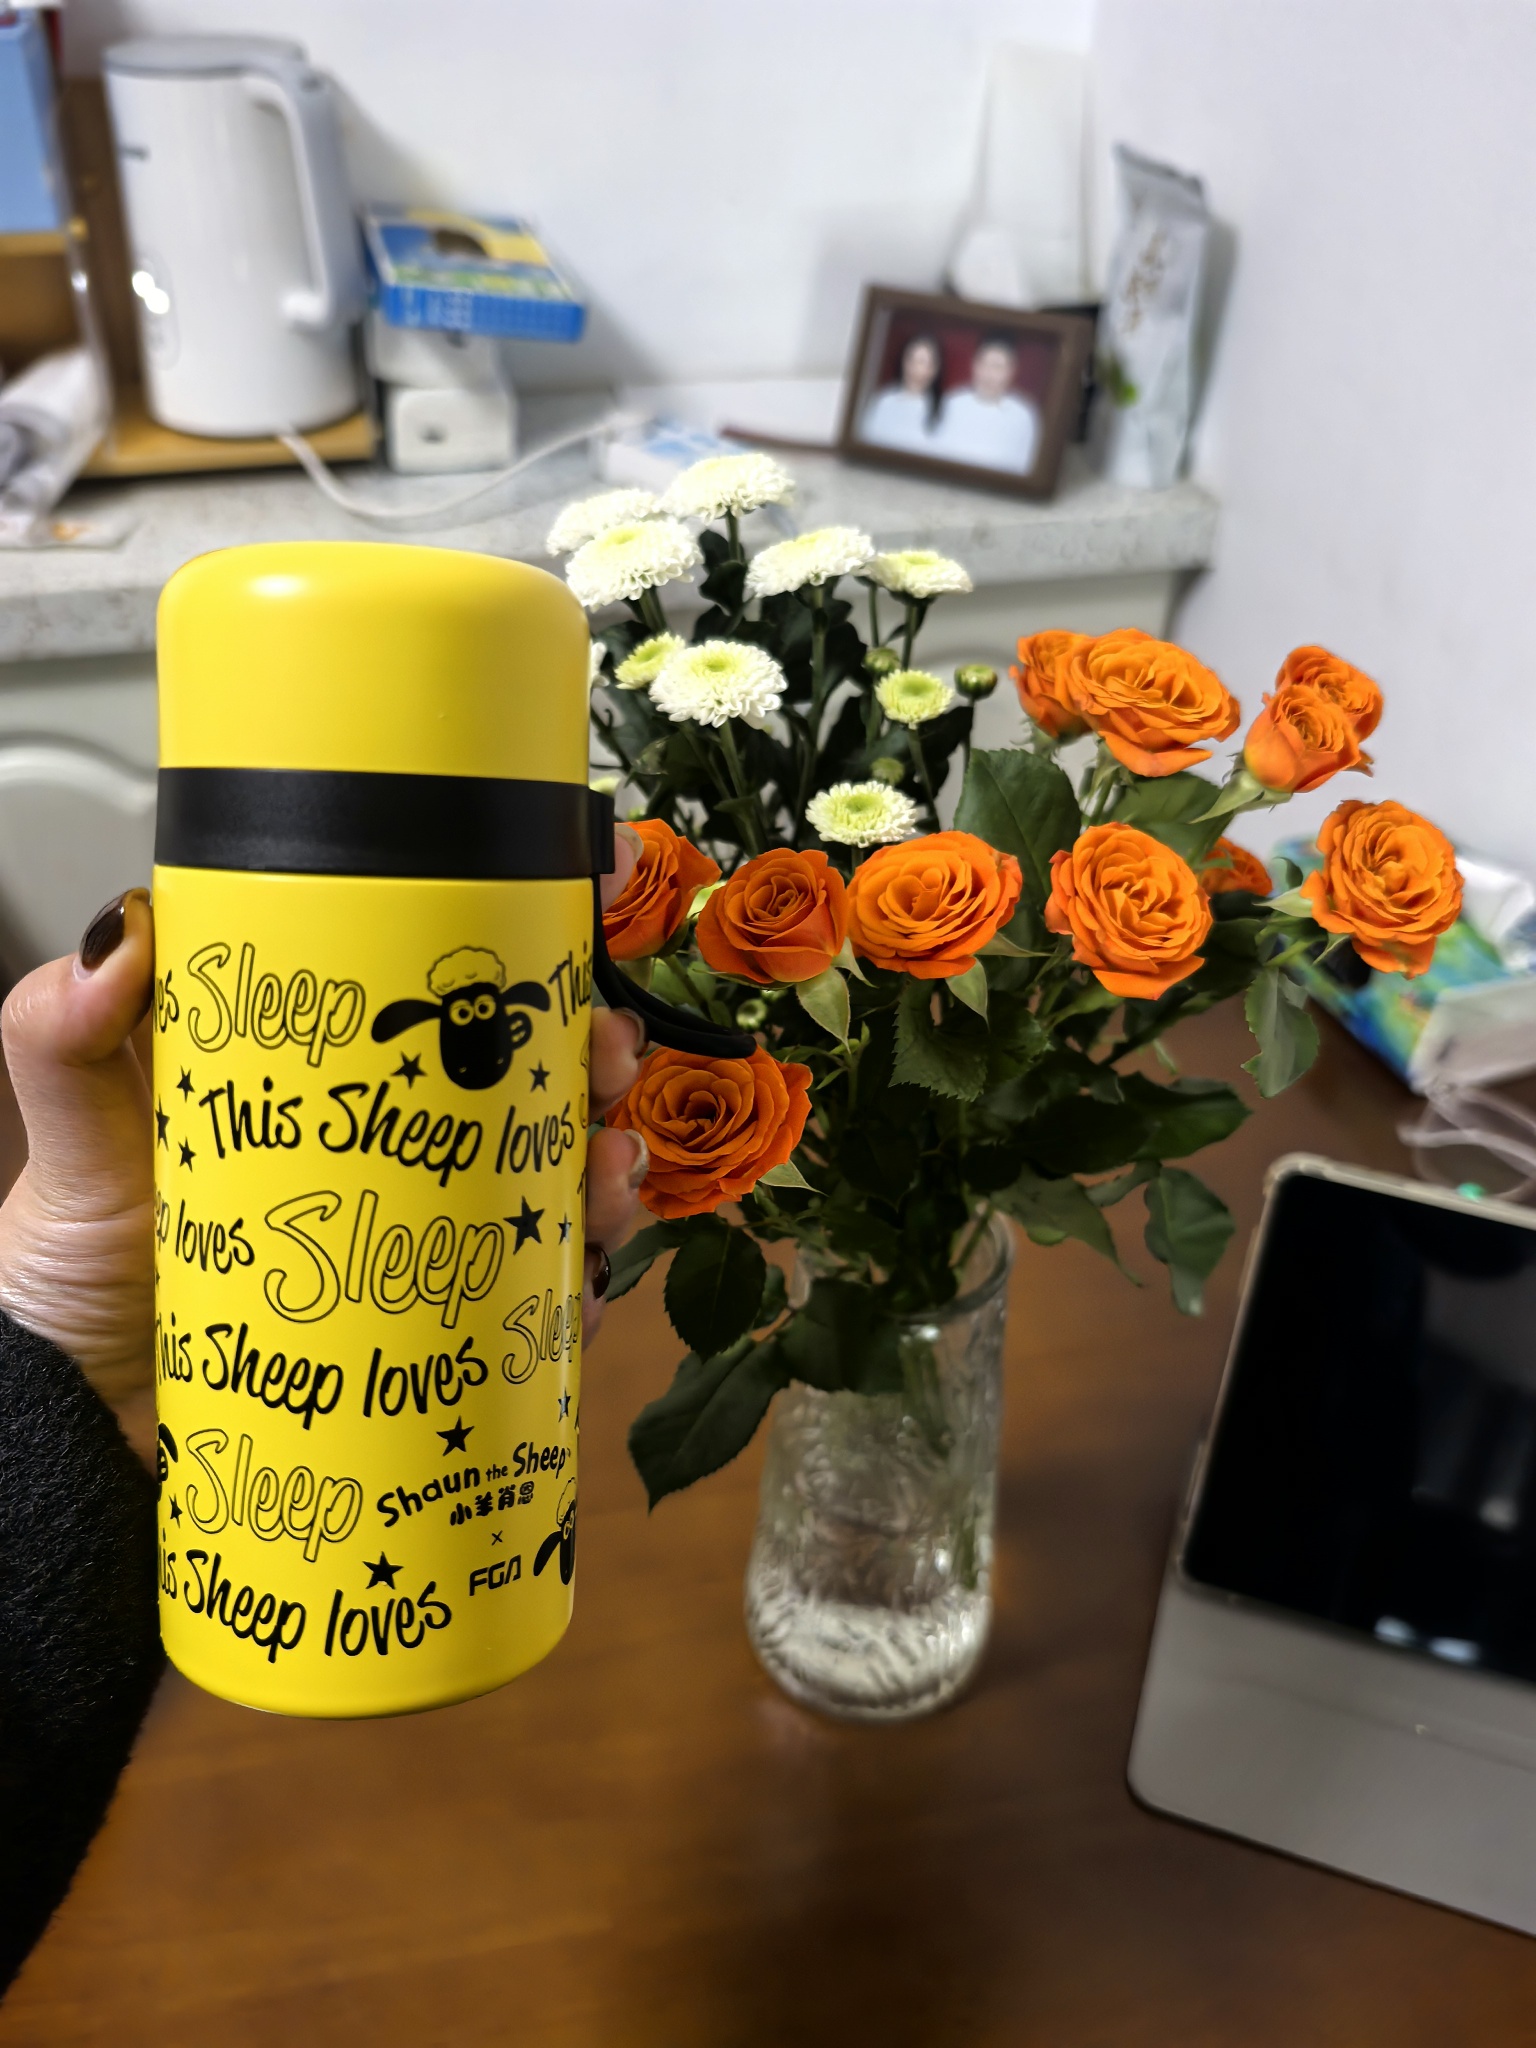 Sleep This
This Sheep loves
loves Sleep
This Sheep loves Sleep
Sleep Shaun the Sheep
小羊肖恩
×
FGA
This Sheep loves